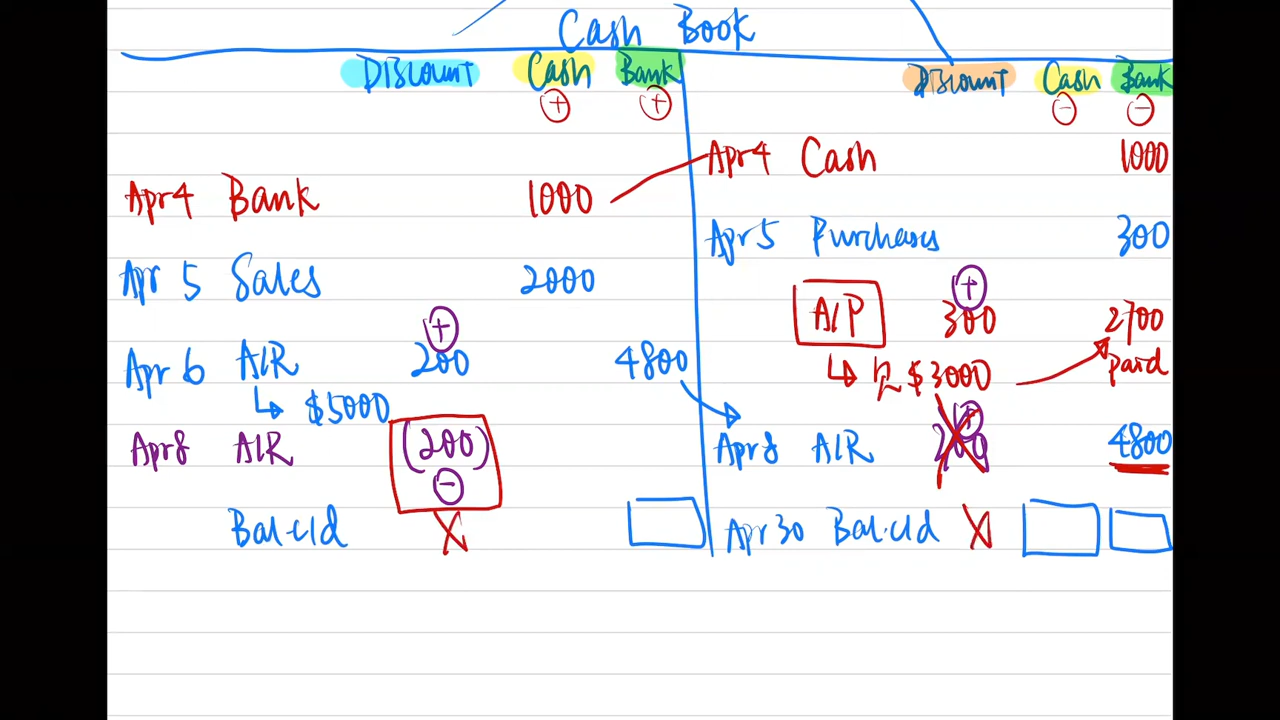 Cash Book
Discount Cash Bank Discount Cash Bank
+ + - -
Apr4 Cash 1000
Apr4 Bank 1000
Apr5 Purchases 300
Apr 5 Sales 2000
+
A/P 300 2700
+
Apr 6 A/R 200 4800
↳ $3000 paid
↳ $5000
+
Apr8 A/R (200) Apr8 A/R 200 4800
-
Bal c/d X Apr30 Bal. c/d X